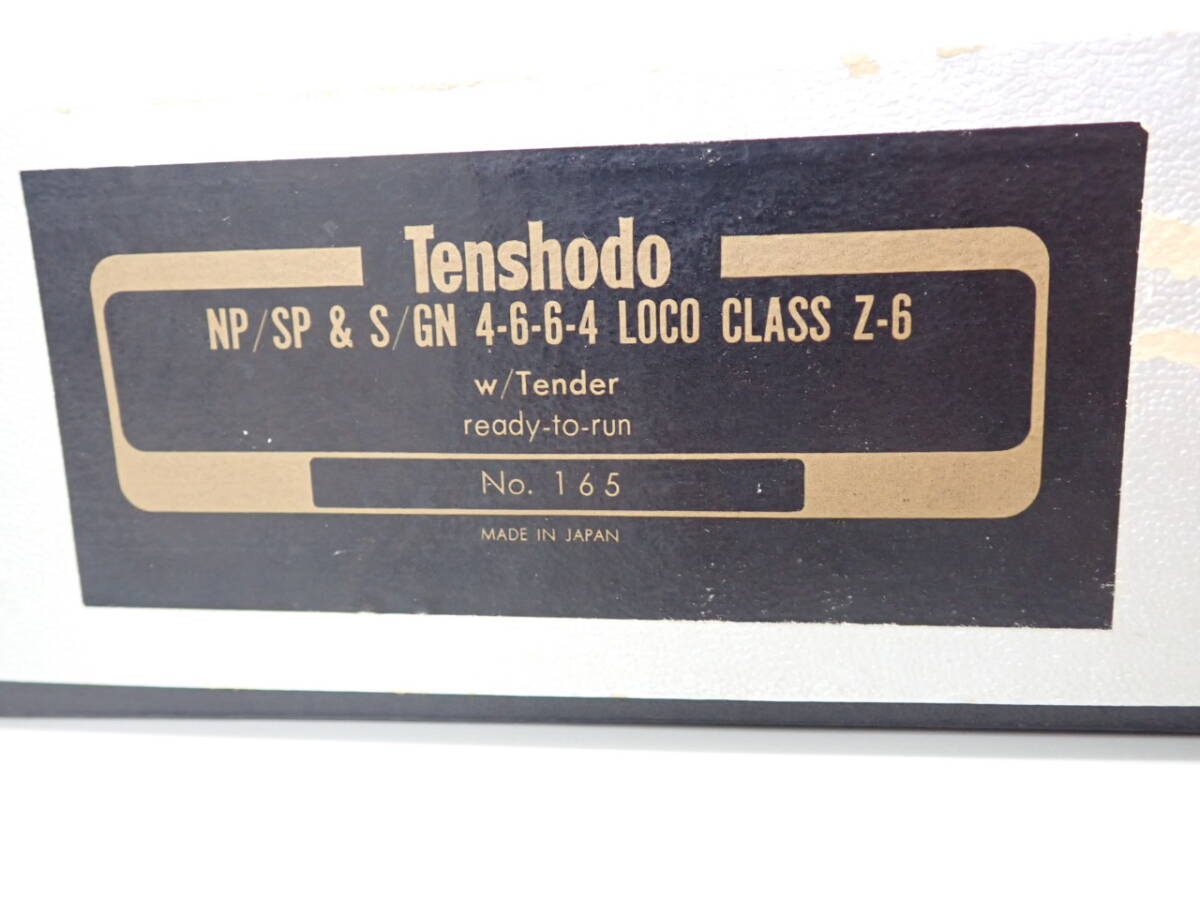 Tenshodo
NP/SP & S/GN 4-6-6-4 LOCO CLASS Z-6
w/Tender
ready-to-run
No. 165
MADE IN JAPAN